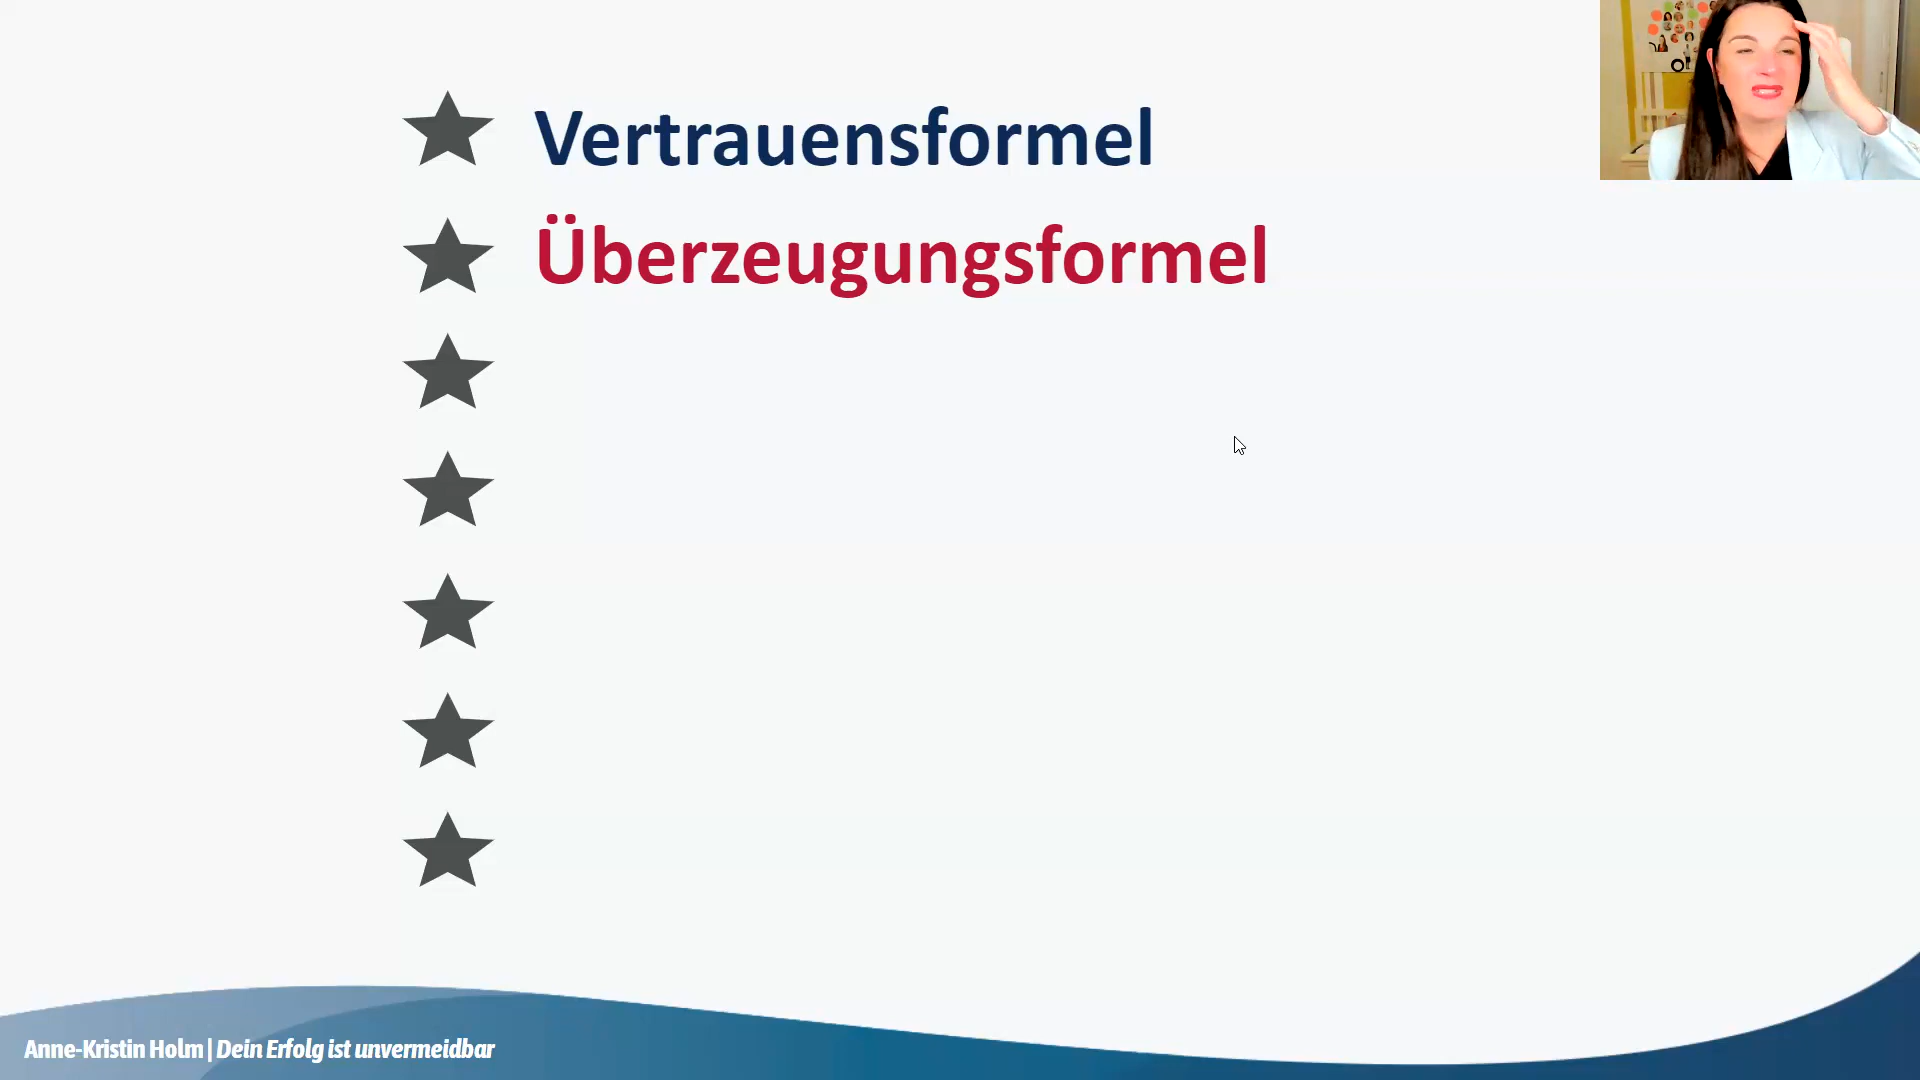 Vertrauensformel
Überzeugungsformel
Anne-Kristin Holm | Dein Erfolg ist unvermeidbar